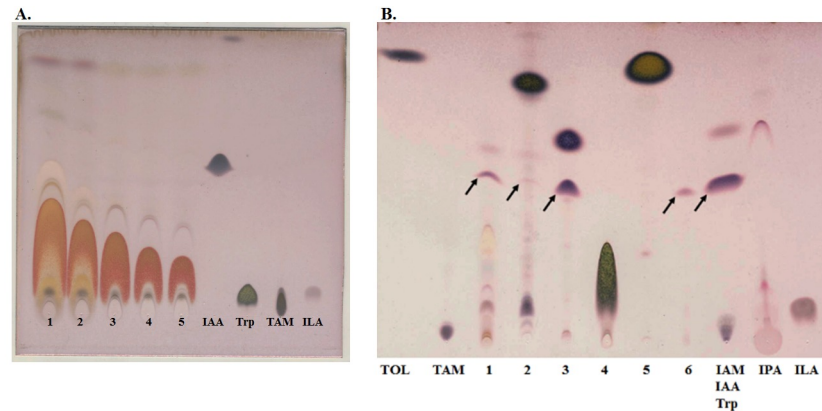 A.
1 2 3 4 5 IAA Trp TAM ILA
B.
TOL TAM 1 2 3 4 5 6 IAM IPA ILA
IAA
Trp